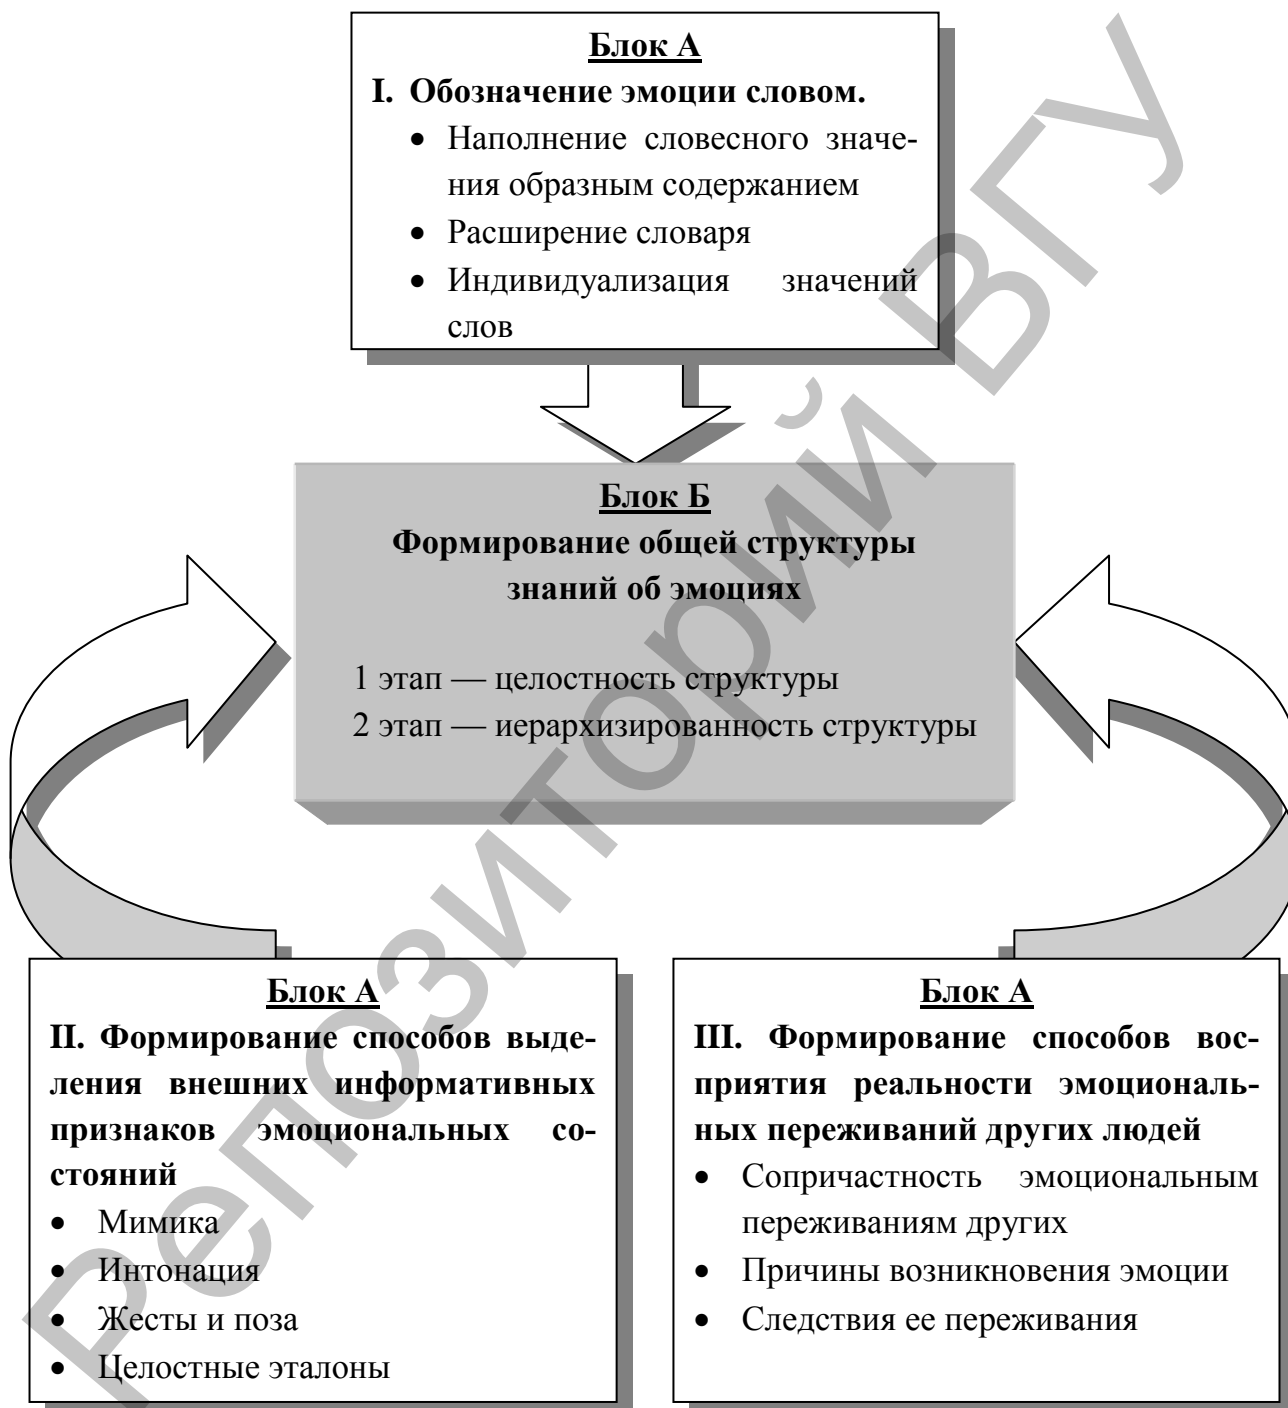 Блок А
I. Обозначение эмоции словом.
• Наполнение словесного значе-
ния образным содержанием
• Расширение словаря
• Индивидуализация значений
слов
Блок Б
Формирование общей структуры
знаний об эмоциях
1 этап — целостность структуры
2 этап — иерархизированность структуры
Блок А
II. Формирование способов выде-
ления внешних информативных
признаков эмоциональных со-
стояний
• Мимика
• Интонация
• Жесты и поза
• Целостные эталоны
Блок А
III. Формирование способов вос-
приятия реальности эмоциональ-
ных переживаний других людей
• Сопричастность эмоциональным
переживаниям других
• Причины возникновения эмоции
• Следствия ее переживания
Репозиторий ВГУ